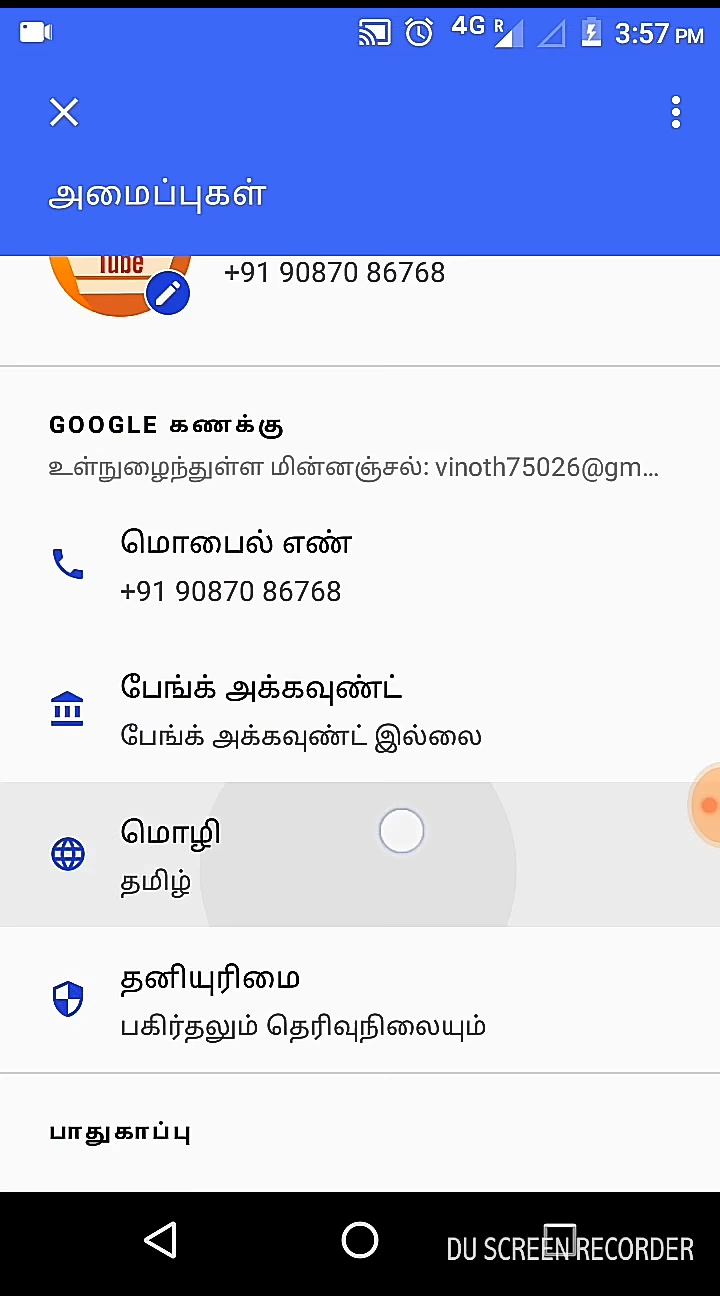 4G R 3:57 PM
அமைப்புகள்
Tube
+91 90870 86768
GOOGLE கணக்கு
உள்நுழைந்துள்ள மின்னஞ்சல்: vinoth75026@gm...
மொபைல் எண்
+91 90870 86768
பேங்க் அக்கவுண்ட்
பேங்க் அக்கவுண்ட் இல்லை
மொழி
தமிழ்
தனியுரிமை
பகிர்தலும் தெரிவுநிலையும்
பாதுகாப்பு
DU SCREEN RECORDER